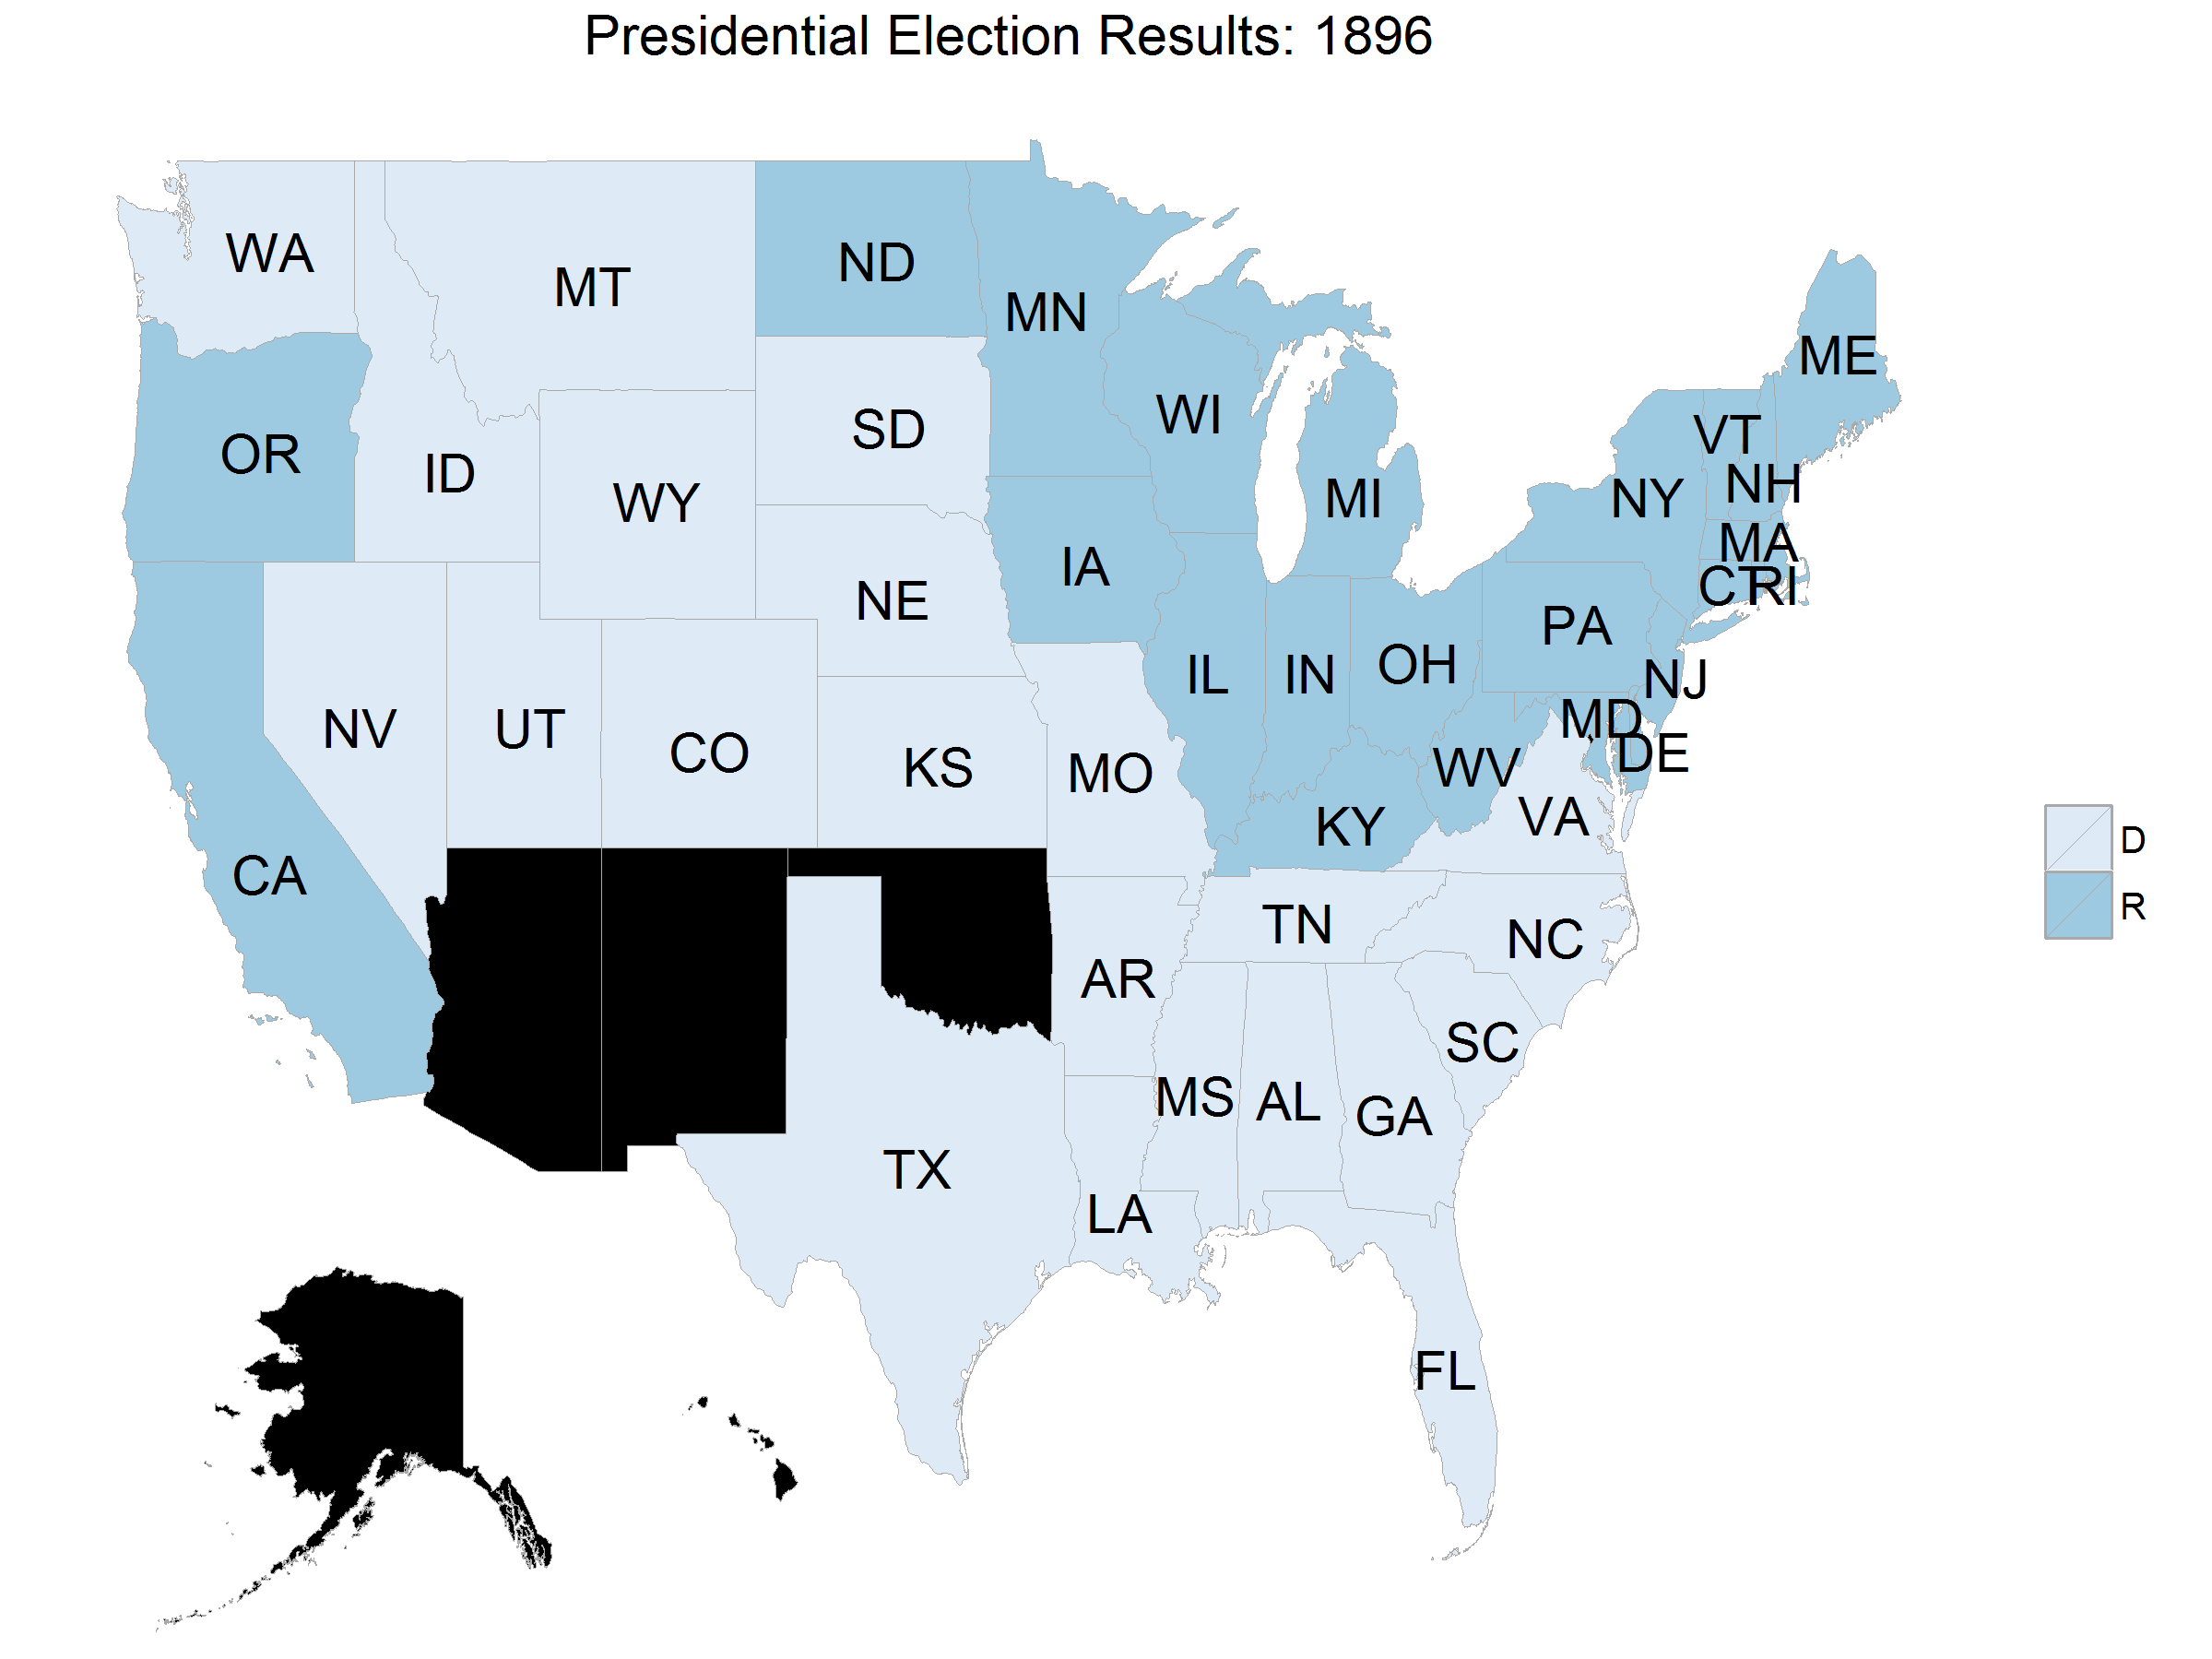 Presidential Election Results: 1896
WA
MT
ND
MN
ME
OR
ID
WY
SD
WI
MI
NY
VT
NH
MA
CT
RI
NE
IA
PA
NJ
IL
IN
OH
MD
DE
NV
UT
CO
KS
MO
WV
VA
KY
CA
TN
NC
AR
SC
MS
AL
GA
TX
LA
FL
D
R